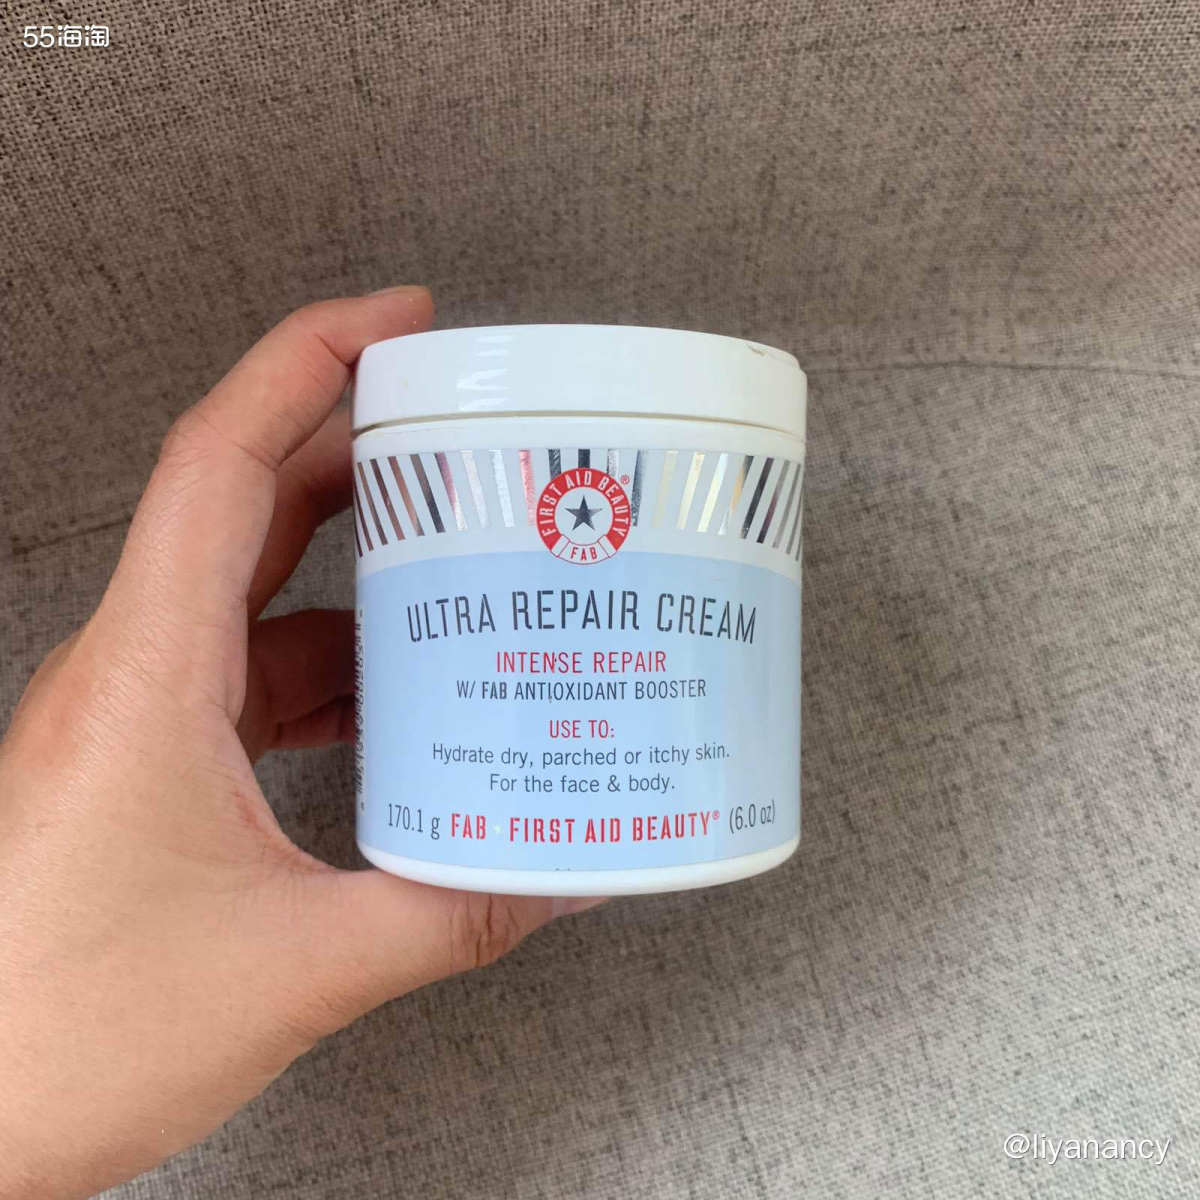 55海淘
FIRST AID BEAUTY®
FAB
ULTRA REPAIR CREAM
INTENSE REPAIR
W/ FAB ANTIOXIDANT BOOSTER
USE TO:
Hydrate dry, parched or itchy skin.
For the face & body.
170.1 g FAB · FIRST AID BEAUTY® (6.0 oz)
@liyanancy